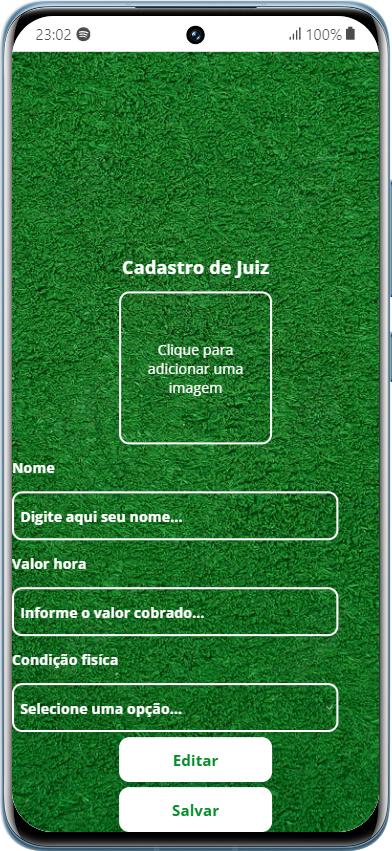 23:02 100%
Cadastro de Juiz
Clique para
adicionar uma
imagem
Nome
Digite aqui seu nome...
Valor hora
Informe o valor cobrado...
Condição fisíca
Selecione uma opção...
Editar
Salvar